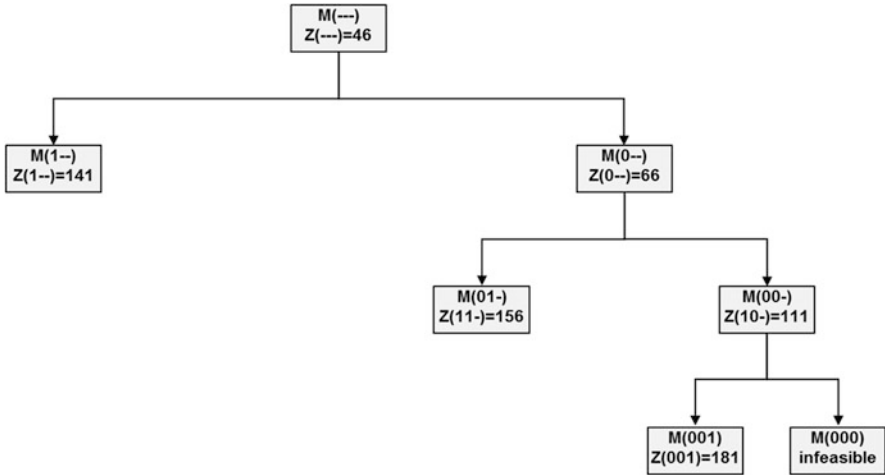 M(---)
Z(---)=46
M(1--)
Z(1--)=141
M(0--)
Z(0--)=66
M(01-)
Z(11-)=156
M(00-)
Z(10-)=111
M(001)
Z(001)=181
M(000)
infeasible